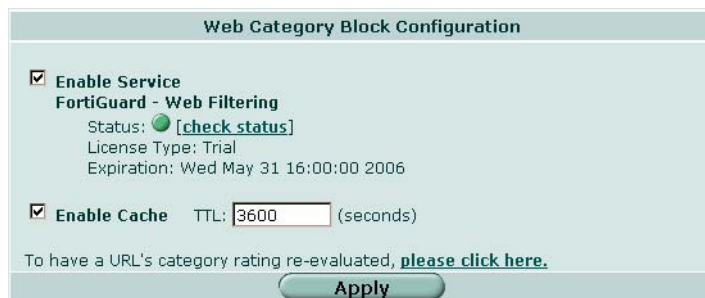 Web Category Block Configuration
Enable Service
FortiGuard - Web Filtering
Status: [check status]
License Type: Trial
Expiration: Wed May 31 16:00:00 2006
Enable Cache TTL: 3600 (seconds)
To have a URL's category rating re-evaluated, please click here.
Apply